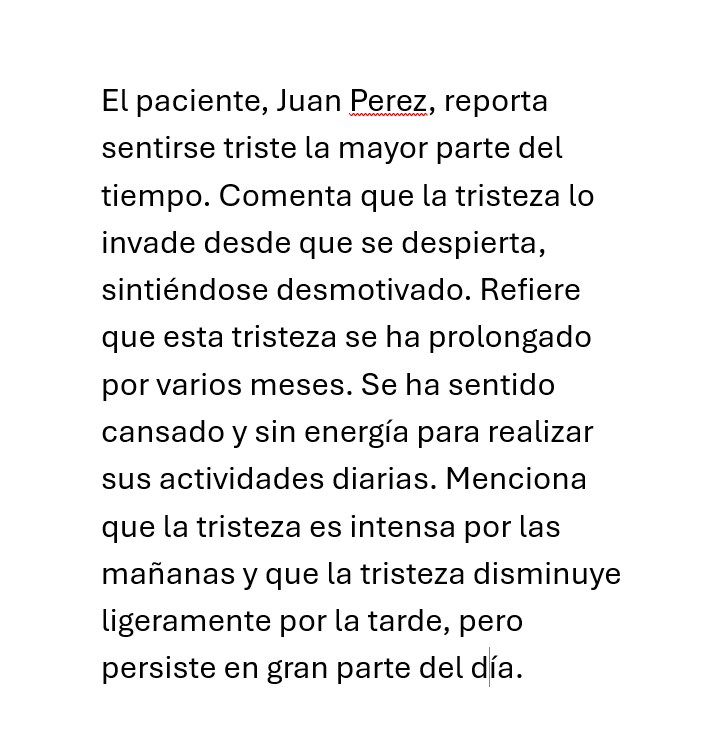 El paciente, Juan Perez, reporta
sentirse triste la mayor parte del
tiempo. Comenta que la tristeza lo
invade desde que se despierta,
sintiéndose desmotivado. Refiere
que esta tristeza se ha prolongado
por varios meses. Se ha sentido
cansado y sin energía para realizar
sus actividades diarias. Menciona
que la tristeza es intensa por las
mañanas y que la tristeza disminuye
ligeramente por la tarde, pero
persiste en gran parte del día.